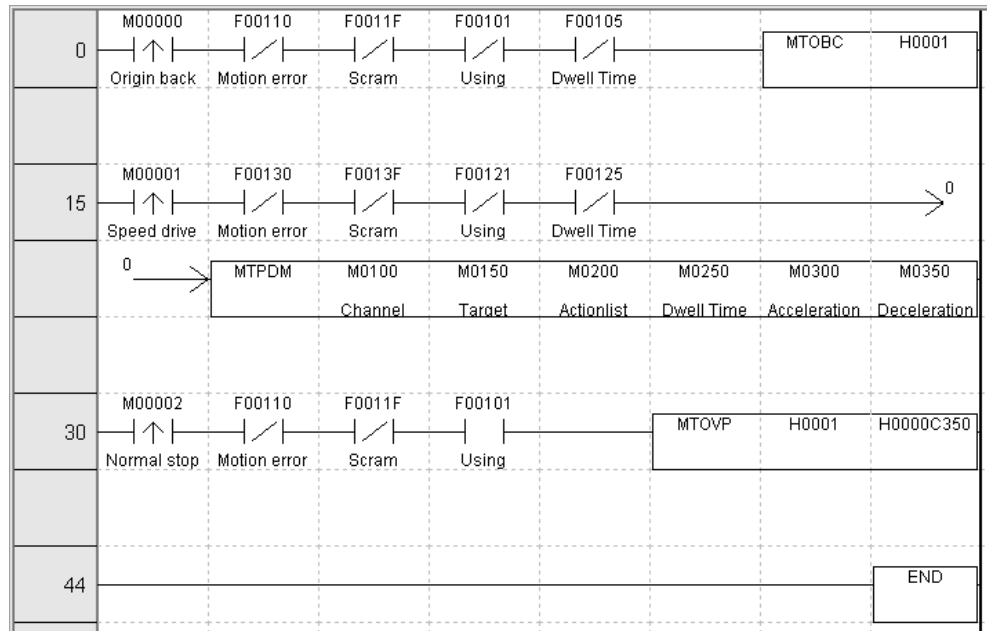 M00000 F00110 F0011F F00101 F00105
0 MTOBC H0001
Origin back Motion error Scram Using Dwell Time
M00001 F00130 F0013F F00121 F00125
15 0
Speed drive Motion error Scram Using Dwell Time
0 MTPDM M0100 M0150 M0200 M0250 M0300 M0350
Channel Target Actionlist Dwell Time Acceleration Deceleration
M00002 F00110 F0011F F00101
30 MTOVP H0001 H0000C350
Normal stop Motion error Scram Using
44 END